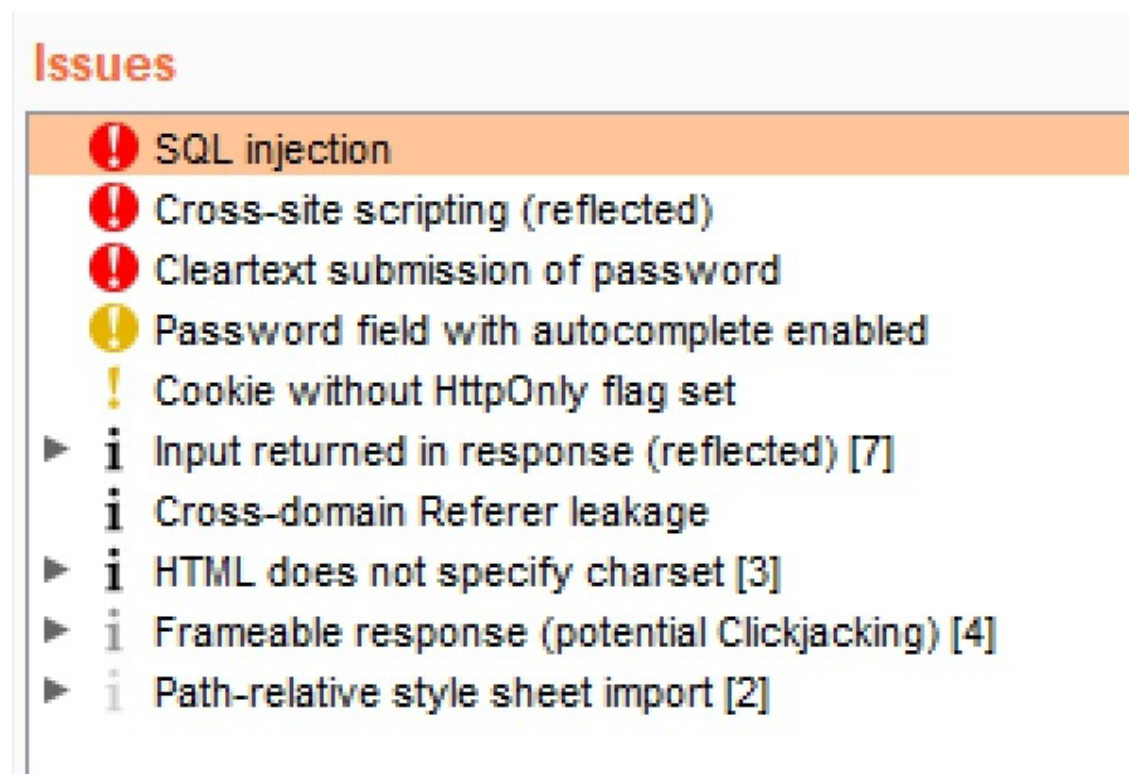 Issues
SQL injection
Cross-site scripting (reflected)
Cleartext submission of password
Password field with autocomplete enabled
Cookie without HttpOnly flag set
Input returned in response (reflected) [7]
Cross-domain Referer leakage
HTML does not specify charset [3]
Frameable response (potential Clickjacking) [4]
Path-relative style sheet import [2]